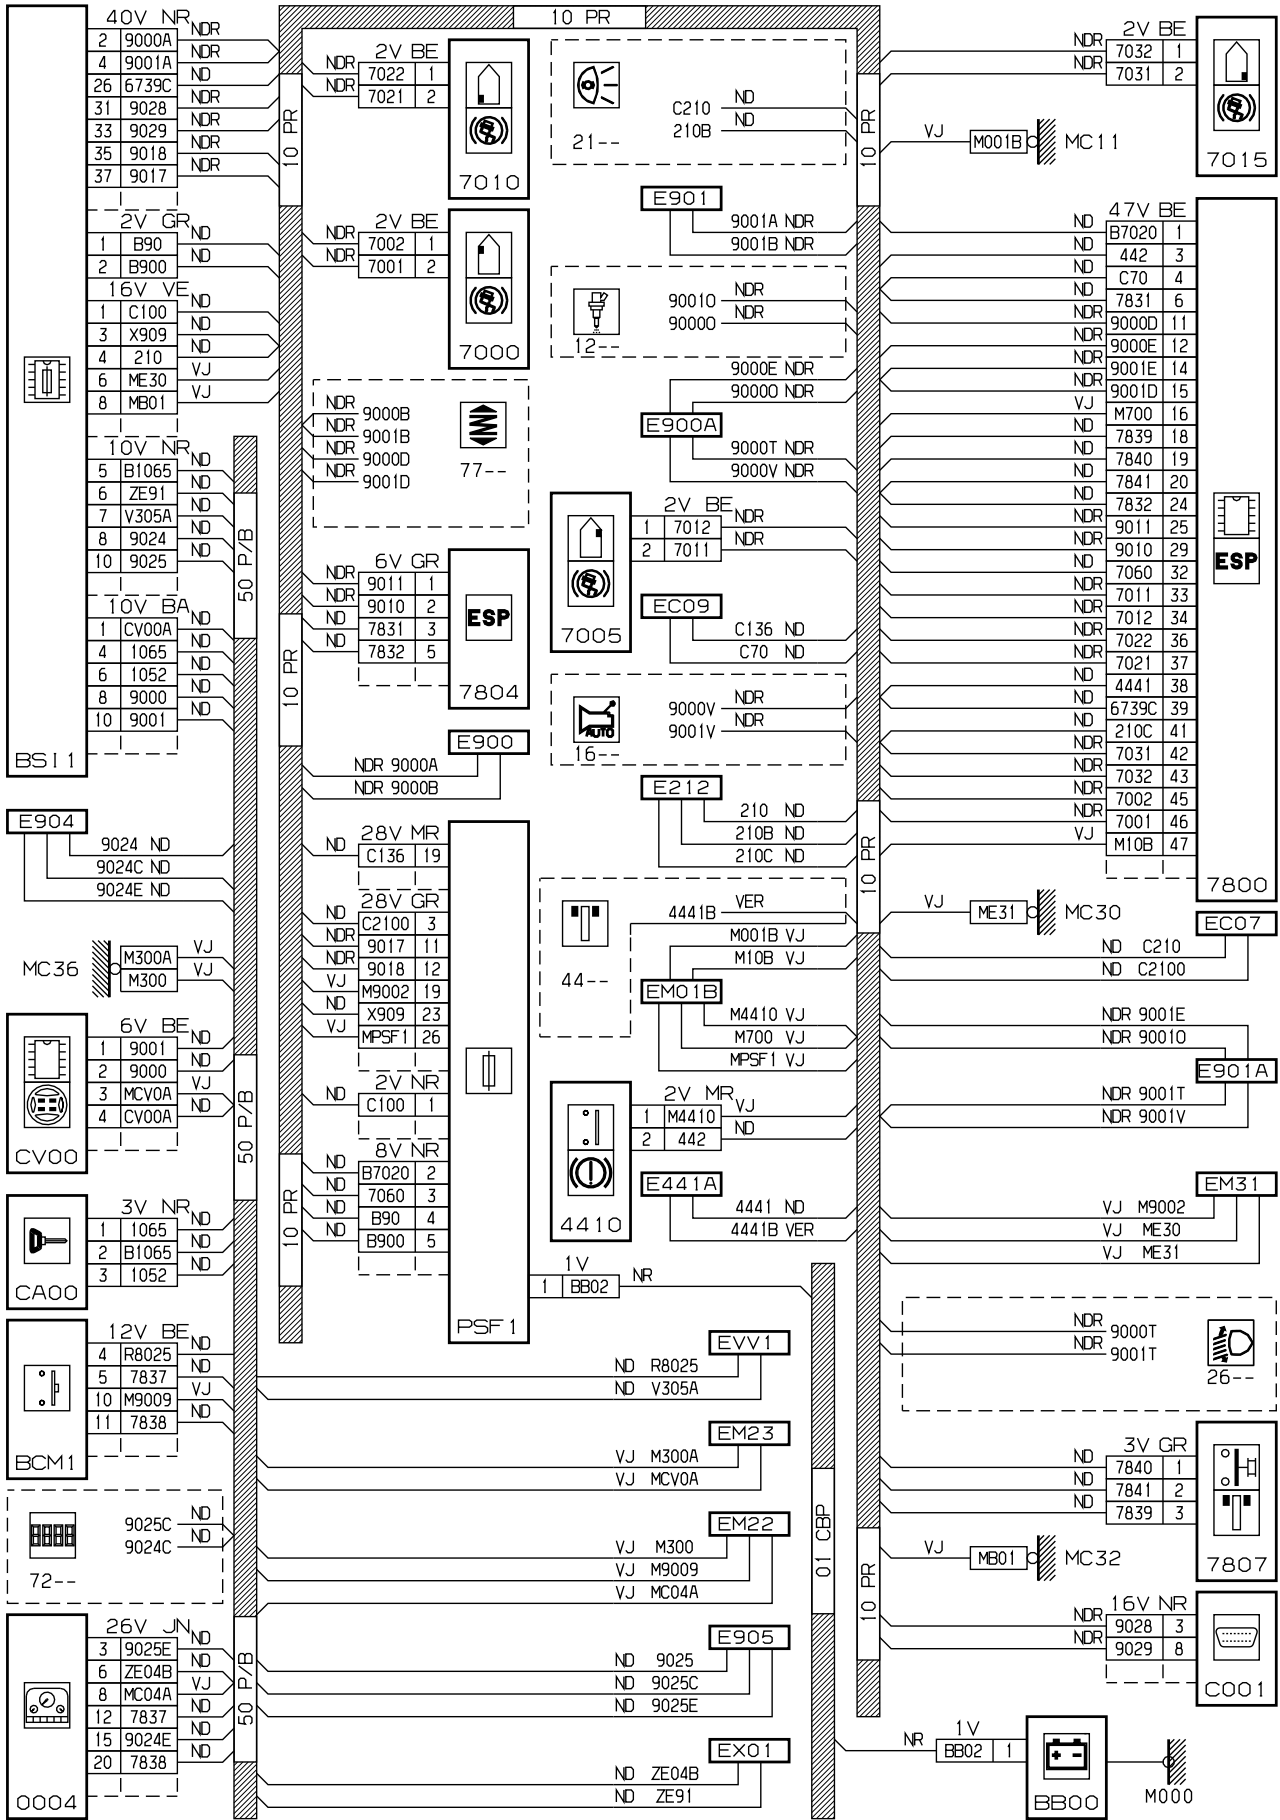 40V NR
2 9000A NDR
4 9001A NDR
26 6739C ND
31 9028 NDR
33 9029 NDR
35 9018 NDR
37 9017 NDR
2V GR
1 B90 ND
2 B900 ND
16V VE
1 C100 ND
3 X909 ND
4 210 ND
6 ME30 VJ
8 MB01 VJ
10V NR
5 B1065 ND
6 ZE91 ND
7 V305A ND
8 9024 ND
10 9025 ND
10V BA
1 CV00A ND
4 1065 ND
6 1052 ND
8 9000 ND
10 9001 ND
BSI1
E904
9024 ND
9024C ND
9024E ND
MC36
M300A VJ
M300 VJ
6V BE
1 9001 ND
2 9000 ND
3 MCV0A VJ
4 CV00A ND
CV00
3V NR
1 1065 ND
2 B1065 ND
3 1052 ND
CA00
12V BE
4 R8025 ND
5 7837 ND
10 M9009 VJ
11 7838 ND
BCM1
9025C ND
9024C ND
72--
26V JN
3 9025E ND
6 ZE04B ND
8 MC04A VJ
12 7837 ND
15 9024E ND
20 7838 ND
0004
50 P/B
50 P/B
50 P/B
10 PR
10 PR
10 PR
10 PR
2V BE
NDR 7022 1
NDR 7021 2
7010
2V BE
NDR 7002 1
NDR 7001 2
7000
NDR 9000B
NDR 9001B
NDR 9000D
NDR 9001D
77--
6V GR
NDR 9011 1
NDR 9010 2
ND 7831 3
ND 7832 5
ESP
7804
E900
NDR 9000A
NDR 9000B
28V MR
ND C136 19
28V GR
ND C2100 3
NDR 9017 11
NDR 9018 12
VJ M9002 19
ND X909 23
VJ MPSF1 26
2V NR
ND C100 1
8V NR
ND B7020 2
ND 7060 3
ND B90 4
ND B900 5
PSF1
1V
1 BB02 NR
EVV1
ND R8025
ND V305A
EM23
VJ M300A
VJ MCV0A
EM22
VJ M300
VJ M9009
VJ MC04A
E905
ND 9025
ND 9025C
ND 9025E
EX01
ND ZE04B
ND ZE91
C210 ND
210B ND
21--
E901
9001A NDR
9001B NDR
9001O NDR
9000O NDR
12--
9000E NDR
9000O NDR
E900A
9000T NDR
9000V NDR
2V BE
1 7012 NDR
2 7011 NDR
7005
EC09
C136 ND
C70 ND
AUTO
9000V NDR
9001V NDR
16--
E212
210 ND
210B ND
210C ND
4441B VER
44--
M001B VJ
M10B VJ
EM01B
M4410 VJ
M700 VJ
MPSF1 VJ
2V MR
1 M4410 VJ
2 442 ND
4410
E441A
4441 ND
4441B VER
01 CBP
10 PR
10 PR
10 PR
2V BE
NDR 7032 1
NDR 7031 2
7015
VJ M001B MC11
47V BE
ND B7020 1
ND 442 3
ND C70 4
ND 7831 6
NDR 9000D 11
NDR 9000E 12
NDR 9001E 14
NDR 9001D 15
VJ M700 16
ND 7839 18
ND 7840 19
ND 7841 20
ND 7832 24
NDR 9011 25
NDR 9010 29
ND 7060 32
NDR 7011 33
NDR 7012 34
NDR 7022 36
NDR 7021 37
ND 4441 38
ND 6739C 39
ND 210C 41
NDR 7031 42
NDR 7032 43
NDR 7002 45
NDR 7001 46
VJ M10B 47
ESP
7800
VJ ME31 MC30
EC07
ND C210
ND C2100
NDR 9001E
NDR 9001O
E901A
NDR 9001T
NDR 9001V
EM31
VJ M9002
VJ ME30
VJ ME31
NDR 9000T
NDR 9001T
26--
3V GR
ND 7840 1
ND 7841 2
ND 7839 3
7807
VJ MB01 MC32
16V NR
NDR 9028 3
NDR 9029 8
C001
1V
NR BB02 1
BB00
M000